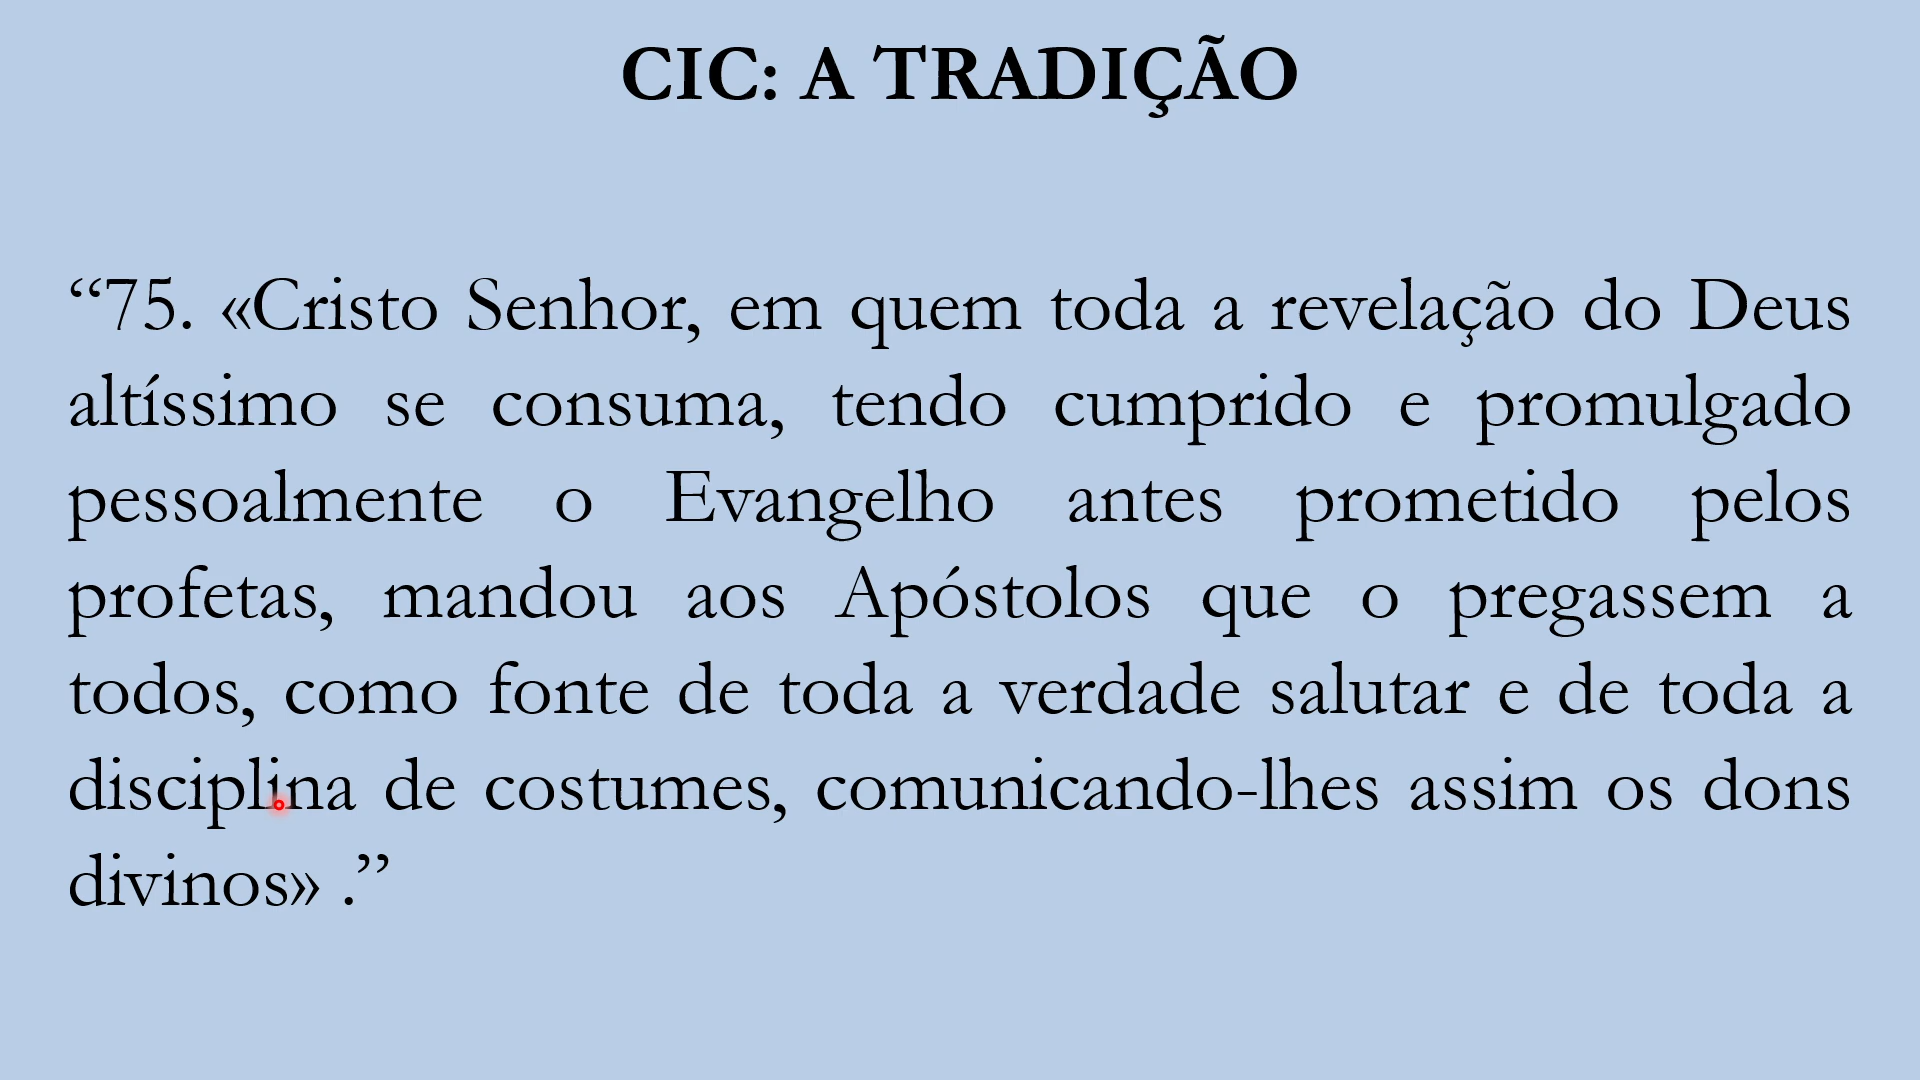 CIC: A TRADIÇÃO
“75. «Cristo Senhor, em quem toda a revelação do Deus
altíssimo se consuma, tendo cumprido e promulgado
pessoalmente o Evangelho antes prometido pelos
profetas, mandou aos Apóstolos que o pregassem a
todos, como fonte de toda a verdade salutar e de toda a
disciplina de costumes, comunicando-lhes assim os dons
divinos» .”